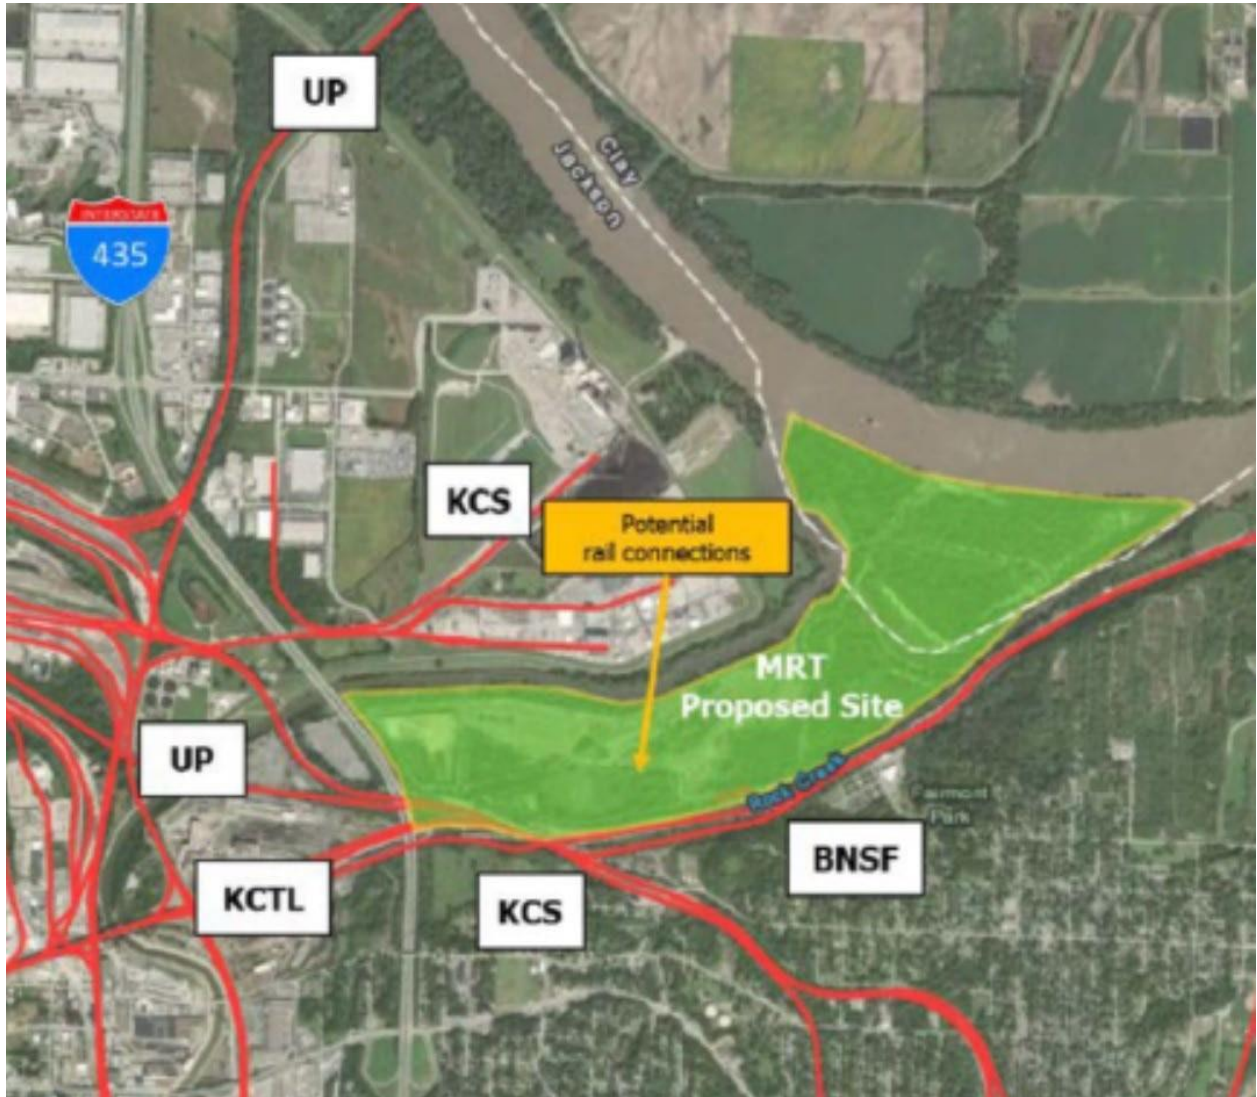 UP
Clay
Jackson
INTERSTATE
435
KCS
Potential
rail connections
MRT
Proposed Site
UP
Rock Creek
Fairmont
Park
BNSF
KCTL
KCS